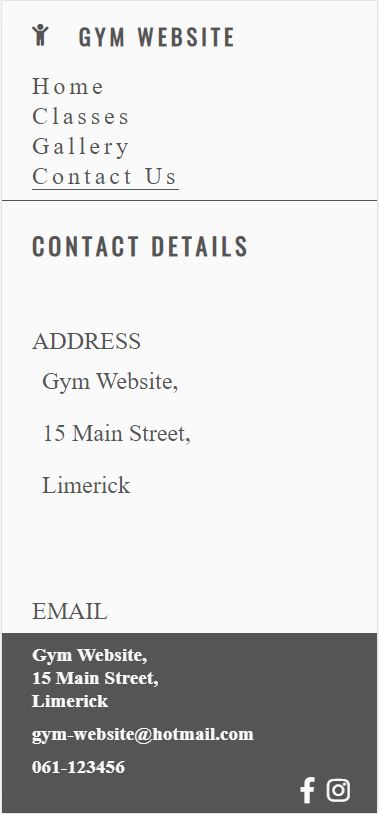 GYM WEBSITE
Home
Classes
Gallery
Contact Us
CONTACT DETAILS
ADDRESS
Gym Website,
15 Main Street,
Limerick
EMAIL
Gym Website,
15 Main Street,
Limerick
gym-website@hotmail.com
061-123456